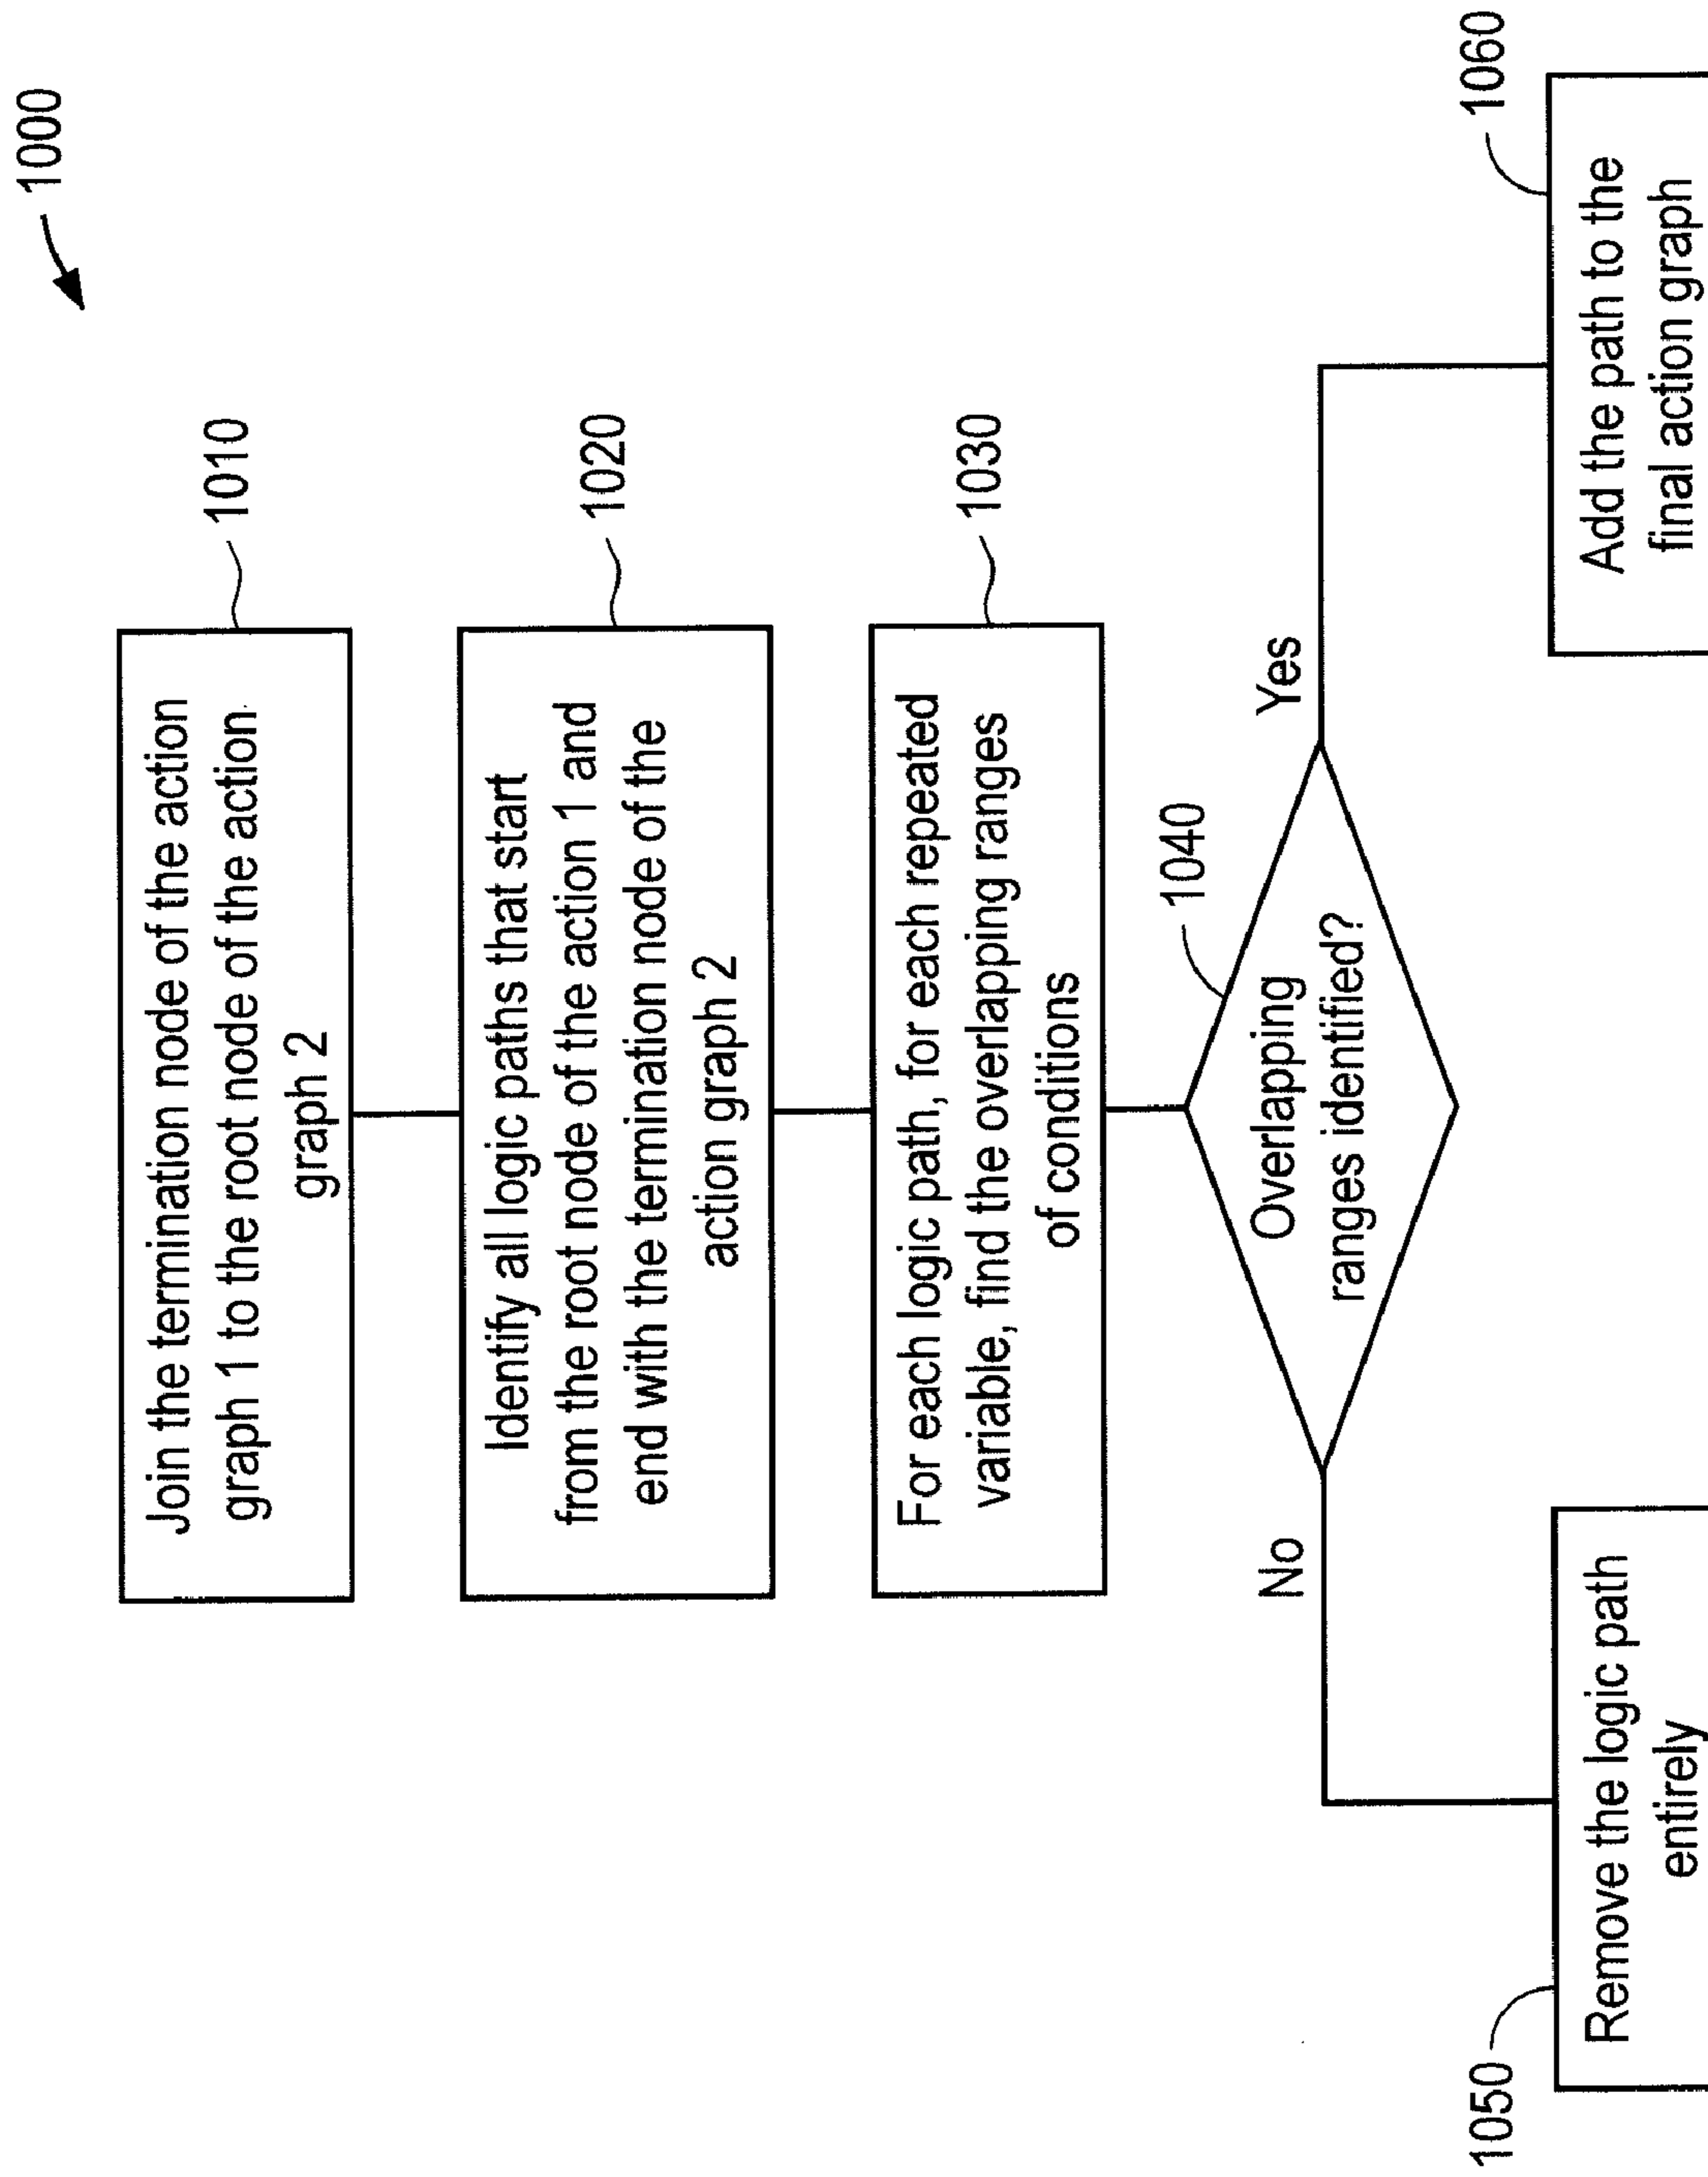 1000
Join the termination node of the action
graph 1 to the root node of the action
graph 2
1010
Identify all logic paths that start
from the root node of the action 1 and
end with the termination node of the
action graph 2
1020
For each logic path, for each repeated
variable, find the overlapping ranges
of conditions
1030
Overlapping
ranges identified?
1040
No
Yes
1050
Remove the logic path
entirely
1060
Add the path to the
final action graph